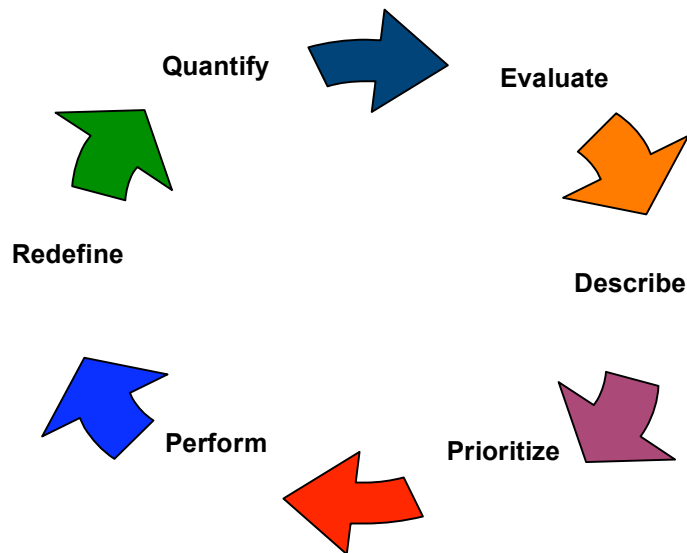 Quantify
Evaluate
Describe
Prioritize
Perform
Redefine